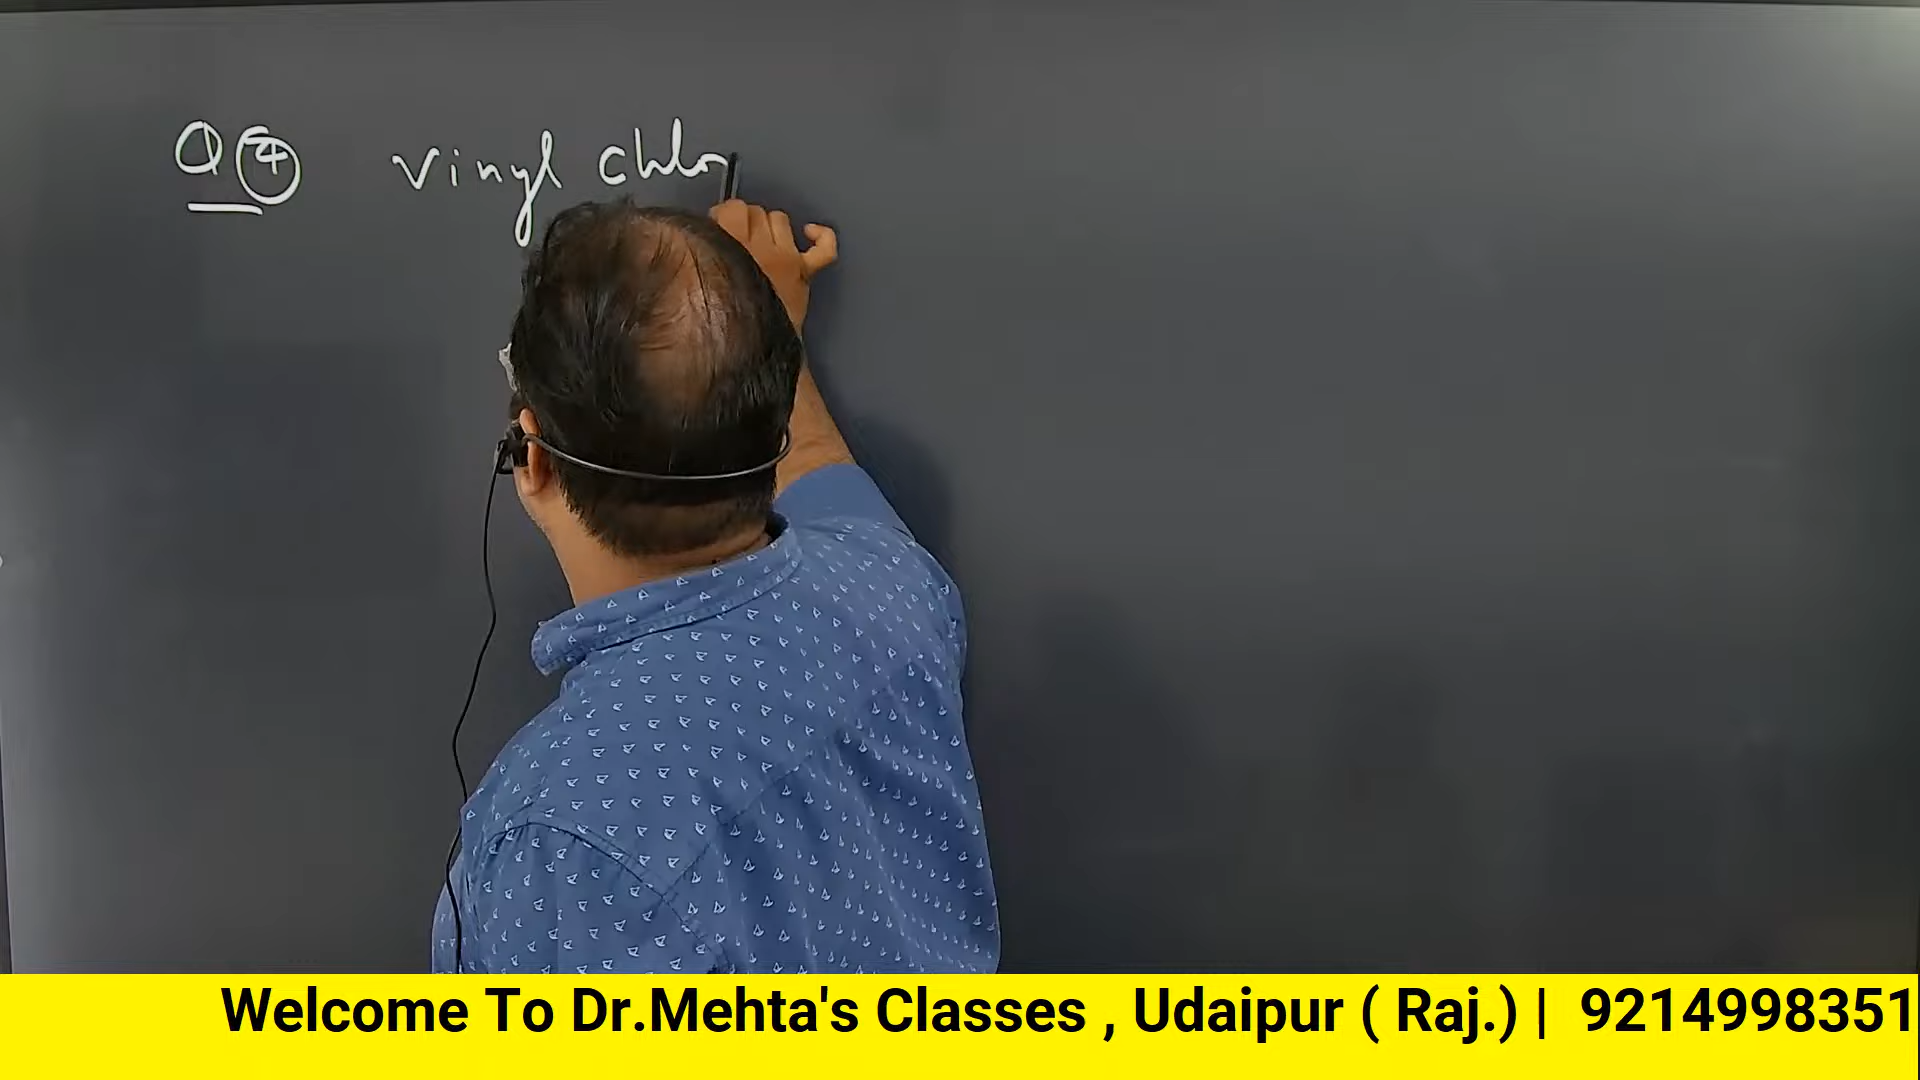 Q 4 Vinyl Chlo
Welcome To Dr.Mehta's Classes , Udaipur ( Raj.) | 9214998351